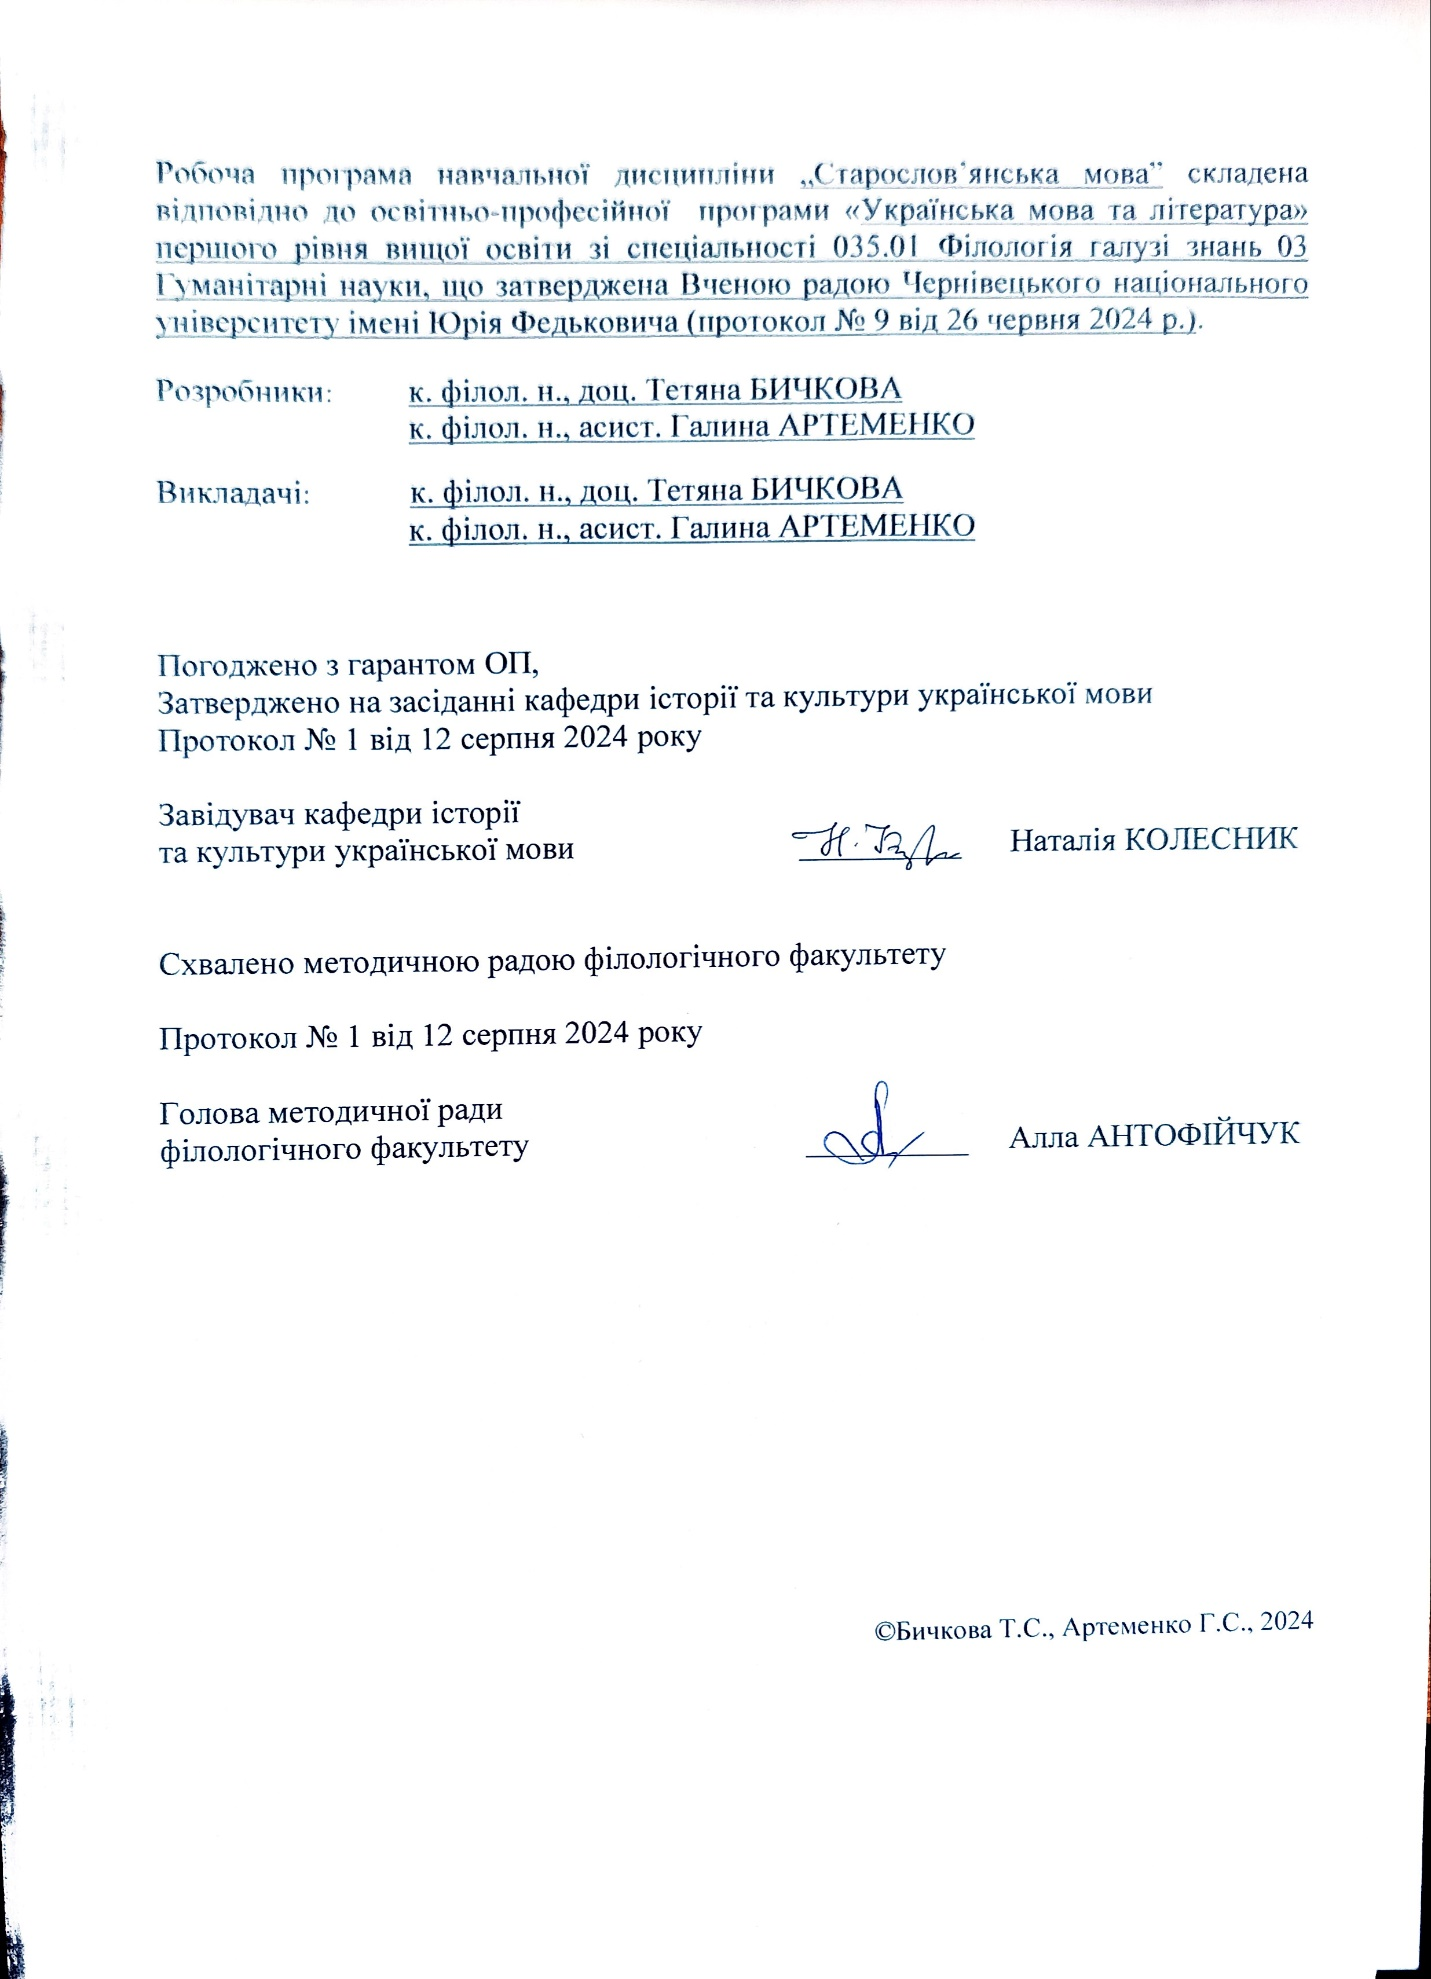 Робоча програма навчальної дисципліни „Старослов'янська мова" складена
відповідно до освітньо-професійної програми «Українська мова та література»
першого рівня вищої освіти зі спеціальності 035.01 Філологія галузі знань 03
Гуманітарні науки, що затверджена Вченою радою Чернівецького національного
університету імені Юрія Федьковича (протокол № 9 від 26 червня 2024 р.).
Розробники: к. філол. н., доц. Тетяна БИЧКОВА
к. філол. н., асист. Галина АРТЕМЕНКО
Викладачі: к. філол. н., доц. Тетяна БИЧКОВА
к. філол. н., асист. Галина АРТЕМЕНКО
Погоджено з гарантом ОП,
Затверджено на засіданні кафедри історії та культури української мови
Протокол № 1 від 12 серпня 2024 року
Завідувач кафедри історії
та культури української мови Наталія КОЛЕСНИК
Схвалено методичною радою філологічного факультету
Протокол № 1 від 12 серпня 2024 року
Голова методичної ради
філологічного факультету Алла АНТОФІЙЧУК
©Бичкова Т.С., Артеменко Г.С., 2024